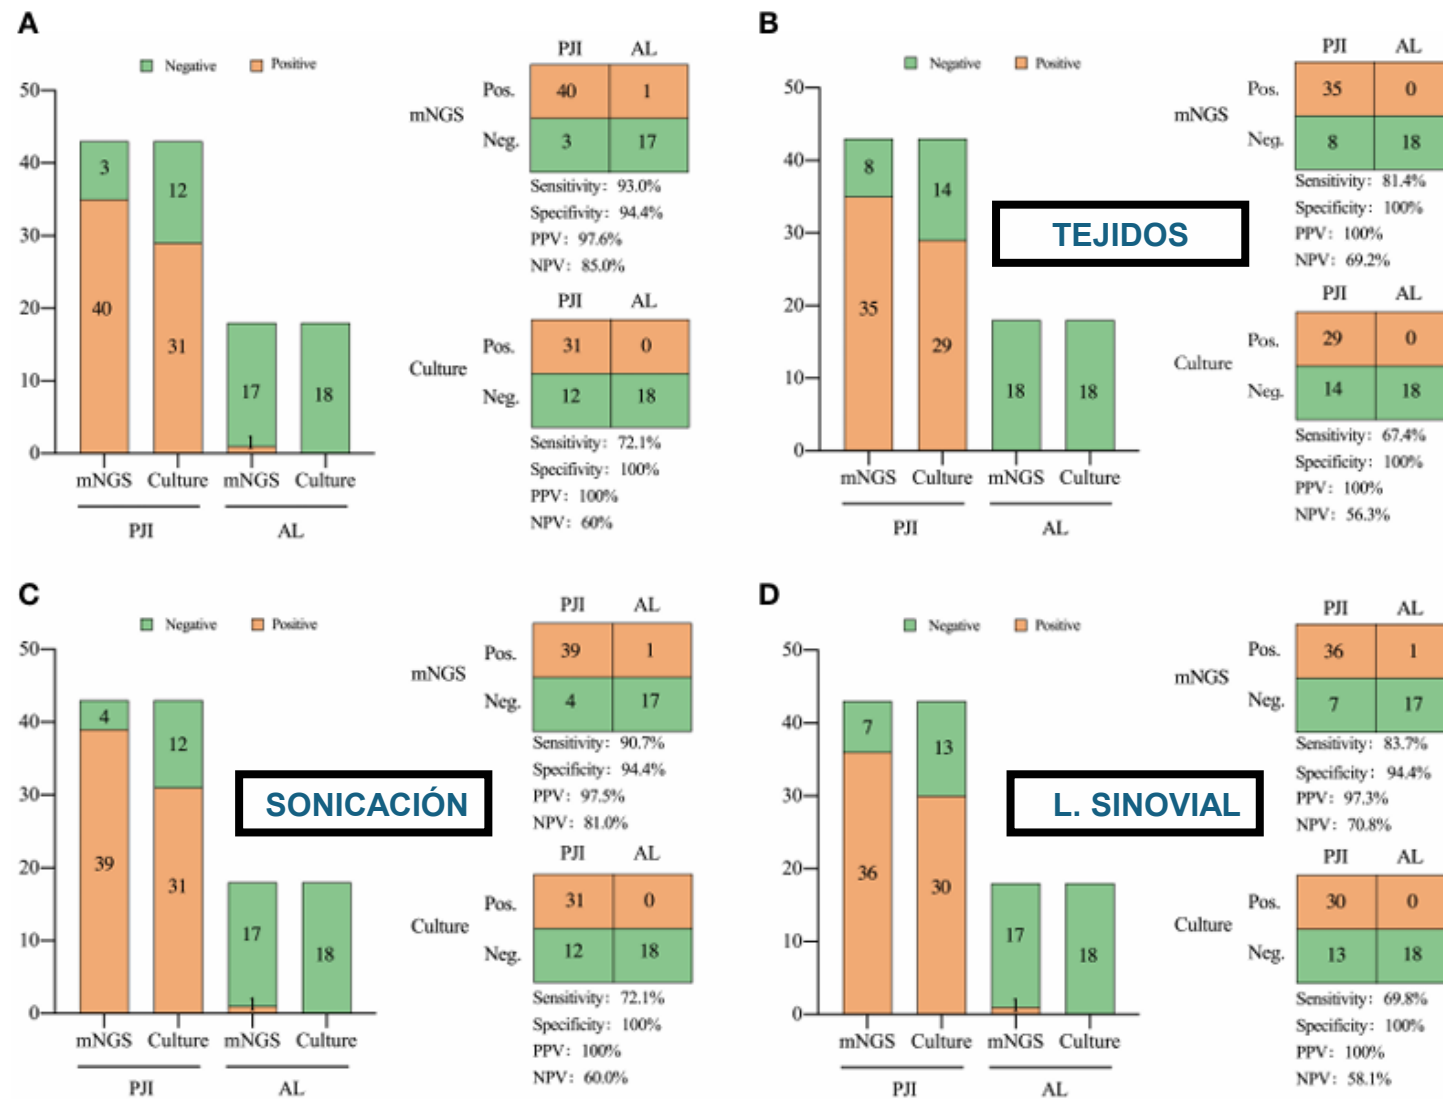 A
Negative Positive
50
40
30
20
10
0
3
40
12
31
17
1
18
mNGS Culture mNGS Culture
PJI AL
PJI AL
mNGS
Pos. 40 1
Neg. 3 17
Sensitivity: 93.0%
Specifivity: 94.4%
PPV: 97.6%
NPV: 85.0%
PJI AL
Culture
Pos. 31 0
Neg. 12 18
Sensitivity: 72.1%
Specifivity: 100%
PPV: 100%
NPV: 60%
B
Negative Positive
50
40
30
20
10
0
8
35
14
29
18
18
mNGS Culture mNGS Culture
PJI AL
TEJIDOS
PJI AL
mNGS
Pos. 35 0
Neg. 8 18
Sensitivity: 81.4%
Specificity: 100%
PPV: 100%
NPV: 69.2%
PJI AL
Culture
Pos. 29 0
Neg. 14 18
Sensitivity: 67.4%
Specificity: 100%
PPV: 100%
NPV: 56.3%
C
Negative Positive
50
40
30
20
10
0
4
39
12
31
17
1
18
mNGS Culture mNGS Culture
PJI AL
SONICACIÓN
PJI AL
mNGS
Pos. 39 1
Neg. 4 17
Sensitivity: 90.7%
Specificity: 94.4%
PPV: 97.5%
NPV: 81.0%
PJI AL
Culture
Pos. 31 0
Neg. 12 18
Sensitivity: 72.1%
Specificity: 100%
PPV: 100%
NPV: 60.0%
D
Negative Positive
50
40
30
20
10
0
7
36
13
30
17
1
18
mNGS Culture mNGS Culture
PJI AL
L. SINOVIAL
PJI AL
mNGS
Pos. 36 1
Neg. 7 17
Sensitivity: 83.7%
Specificity: 94.4%
PPV: 97.3%
NPV: 70.8%
PJI AL
Culture
Pos. 30 0
Neg. 13 18
Sensitivity: 69.8%
Specificity: 100%
PPV: 100%
NPV: 58.1%